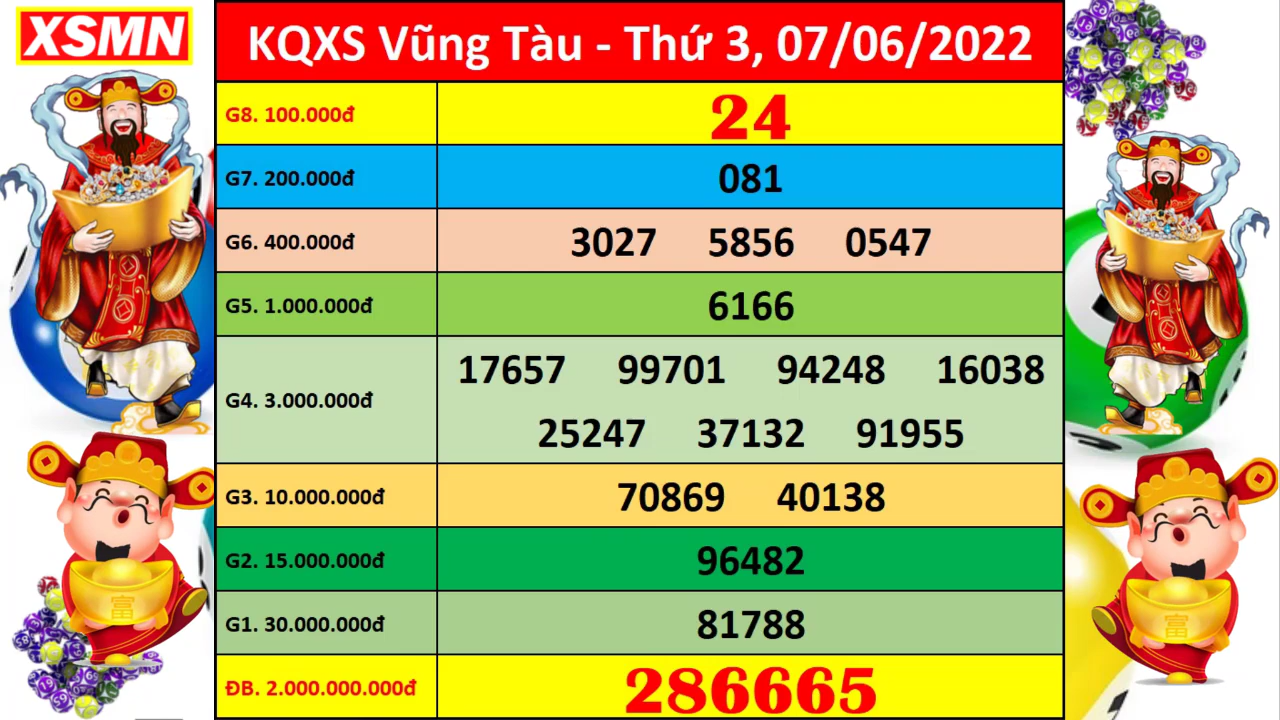 XSMN
KQXS Vũng Tàu - Thứ 3, 07/06/2022
G8. 100.000đ 24
G7. 200.000đ 081
G6. 400.000đ 3027 5856 0547
G5. 1.000.000đ 6166
G4. 3.000.000đ 17657 99701 94248 16038
25247 37132 91955
G3. 10.000.000đ 70869 40138
G2. 15.000.000đ 96482
G1. 30.000.000đ 81788
ĐB. 2.000.000.000đ 286665
富
富